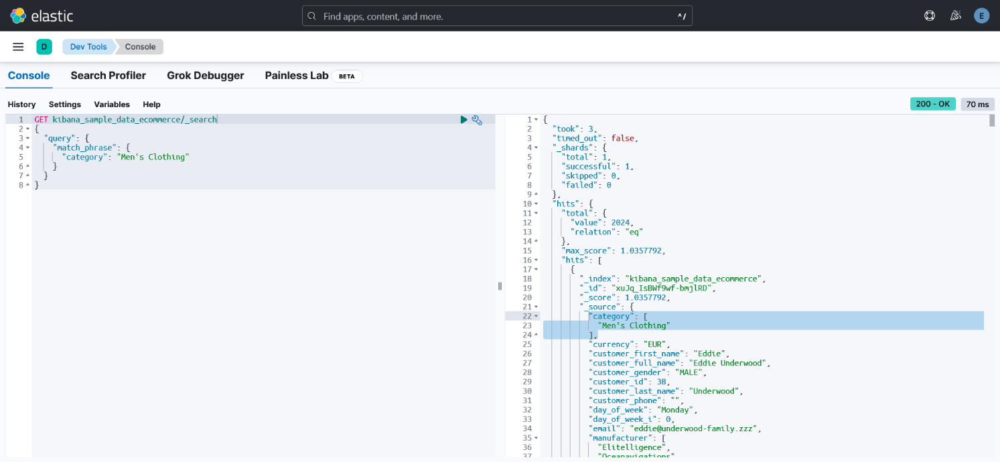 elastic
Find apps, content, and more.
^/
E
D
Dev Tools
Console
Console
Search Profiler
Grok Debugger
Painless Lab
BETA
History
Settings
Variables
Help
200 - OK
70 ms
1 GET kibana_sample_data_ecommerce/_search
2 {
3 "query": {
4 "match_phrase": {
5 "category": "Men's Clothing"
6 }
7 }
8 }
1 {
2 "took": 3,
3 "timed_out": false,
4 "_shards": {
5 "total": 1,
6 "successful": 1,
7 "skipped": 0,
8 "failed": 0
9 },
10 "hits": {
11 "total": {
12 "value": 2024,
13 "relation": "eq"
14 },
15 "max_score": 1.0357792,
16 "hits": [
17 {
18 "_index": "kibana_sample_data_ecommerce",
19 "_id": "xuJq_IsBWf9wf-bmjlRD",
20 "_score": 1.0357792,
21 "_source": {
22 "category": [
23 "Men's Clothing"
24 ],
25 "currency": "EUR",
26 "customer_first_name": "Eddie",
27 "customer_full_name": "Eddie Underwood",
28 "customer_gender": "MALE",
29 "customer_id": 38,
30 "customer_last_name": "Underwood",
31 "customer_phone": "",
32 "day_of_week": "Monday",
33 "day_of_week_i": 0,
34 "email": "eddie@underwood-family.zzz",
35 "manufacturer": [
36 "Elitelligence",
37 "Oceanavigations"